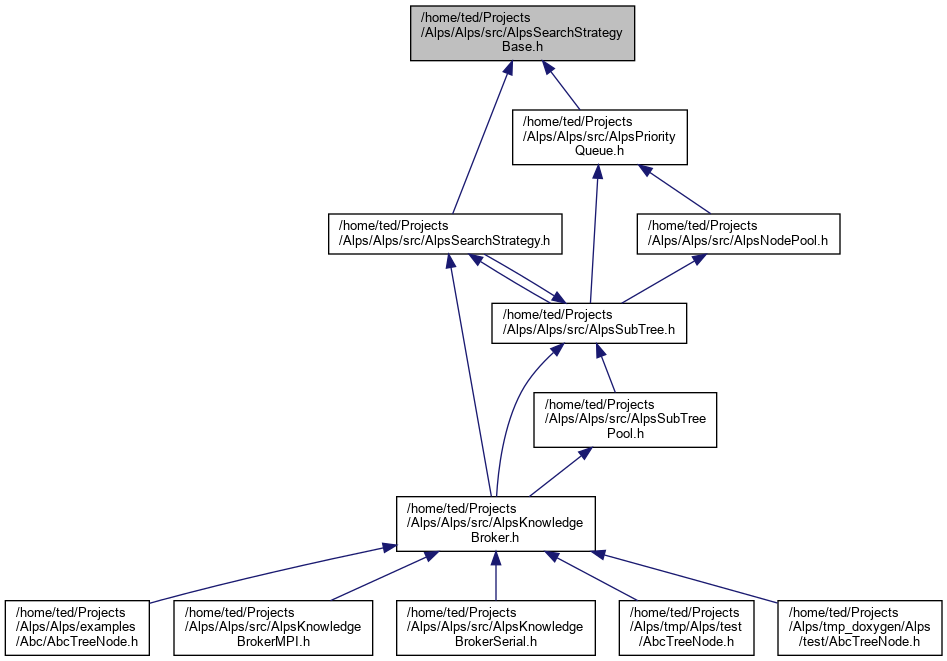 /home/ted/Projects
/Alps/Alps/src/AlpsSearchStrategy
Base.h
/home/ted/Projects
/Alps/Alps/src/AlpsPriority
Queue.h
/home/ted/Projects
/Alps/Alps/src/AlpsSearchStrategy.h
/home/ted/Projects
/Alps/Alps/src/AlpsNodePool.h
/home/ted/Projects
/Alps/Alps/src/AlpsSubTree.h
/home/ted/Projects
/Alps/Alps/src/AlpsSubTree
Pool.h
/home/ted/Projects
/Alps/Alps/src/AlpsKnowledge
Broker.h
/home/ted/Projects
/Alps/Alps/examples
/Abc/AbcTreeNode.h
/home/ted/Projects
/Alps/Alps/src/AlpsKnowledge
BrokerMPI.h
/home/ted/Projects
/Alps/Alps/src/AlpsKnowledge
BrokerSerial.h
/home/ted/Projects
/Alps/tmp/Alps/test
/AbcTreeNode.h
/home/ted/Projects
/Alps/tmp_doxygen/Alps
/test/AbcTreeNode.h